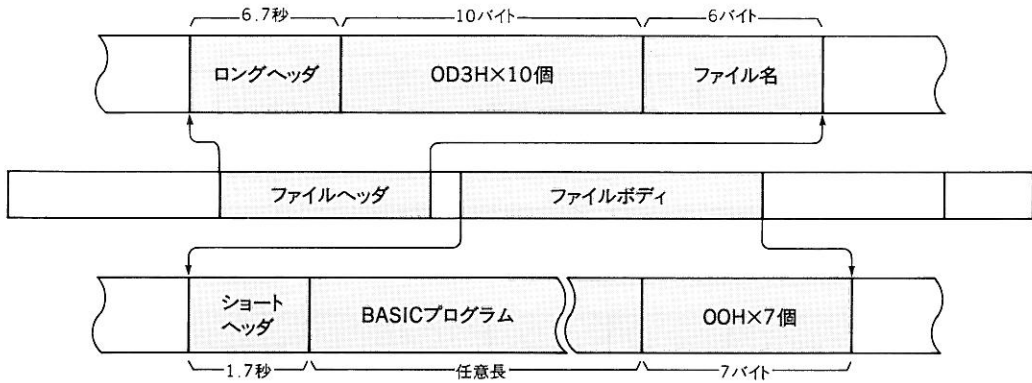 6.7秒
10バイト
6バイト
ロングヘッダ
0D3H×10個
ファイル名
ファイルヘッダ
ファイルボディ
ショート
ヘッダ
BASICプログラム
00H×7個
1.7秒
任意長
7バイト